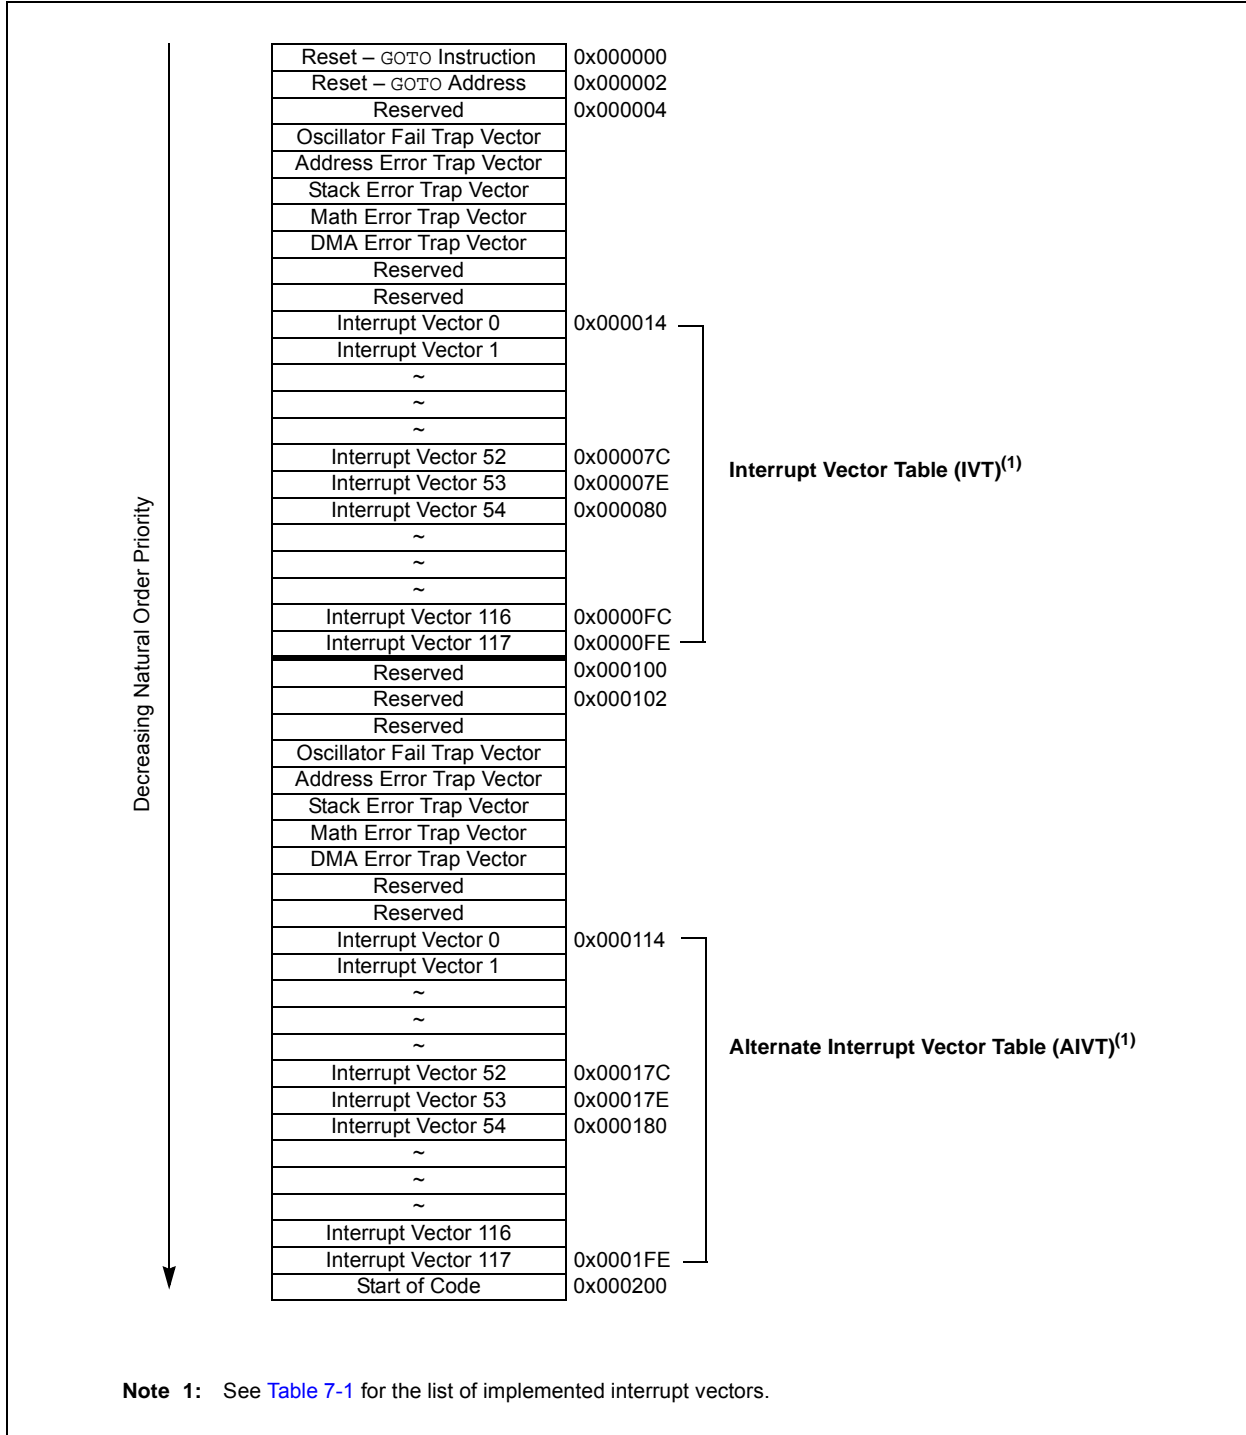 Reset – GOTO Instruction 0x000000
Reset – GOTO Address 0x000002
Reserved 0x000004
Oscillator Fail Trap Vector
Address Error Trap Vector
Stack Error Trap Vector
Math Error Trap Vector
DMA Error Trap Vector
Reserved
Reserved
Interrupt Vector 0 0x000014
Interrupt Vector 1
~
~
~
Interrupt Vector 52 0x00007C
Interrupt Vector 53 0x00007E
Interrupt Vector 54 0x000080
~
~
~
Interrupt Vector 116 0x0000FC
Interrupt Vector 117 0x0000FE
Interrupt Vector Table (IVT)(1)
Decreasing Natural Order Priority
Reserved 0x000100
Reserved 0x000102
Reserved
Oscillator Fail Trap Vector
Address Error Trap Vector
Stack Error Trap Vector
Math Error Trap Vector
DMA Error Trap Vector
Reserved
Reserved
Interrupt Vector 0 0x000114
Interrupt Vector 1
~
~
~
Interrupt Vector 52 0x00017C
Interrupt Vector 53 0x00017E
Interrupt Vector 54 0x000180
~
~
~
Interrupt Vector 116
Interrupt Vector 117 0x0001FE
Start of Code 0x000200
Alternate Interrupt Vector Table (AIVT)(1)
Note 1: See Table 7-1 for the list of implemented interrupt vectors.